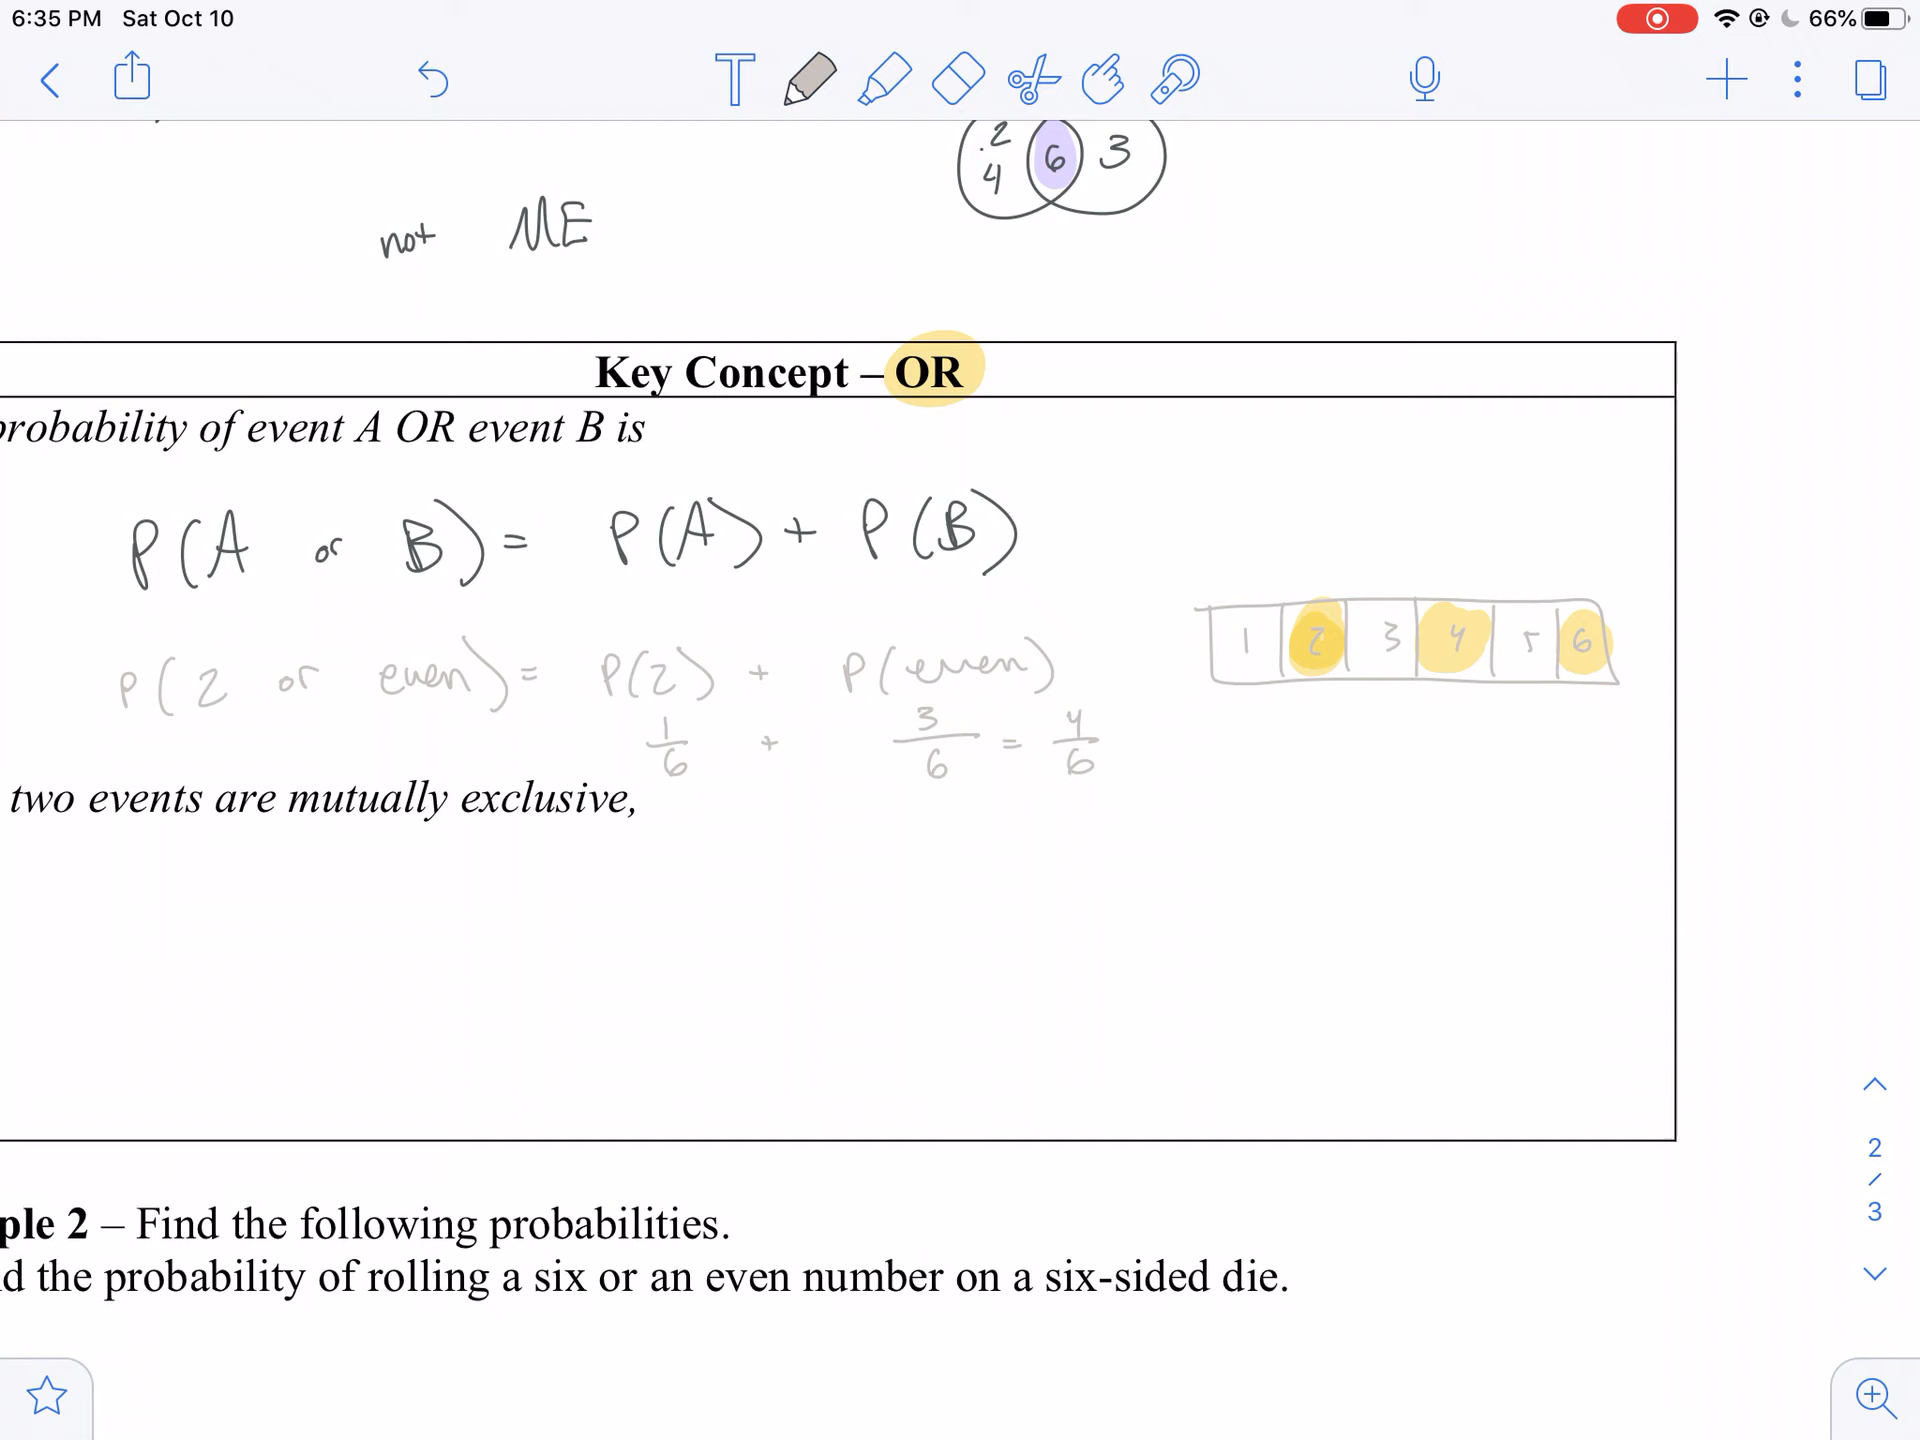 6:35 PM Sat Oct 10 66%
.2 6 3
4
not ME
Key Concept – OR
probability of event A OR event B is
P(A or B) = P(A) + P(B)
1 2 3 4 5 6
P(2 or even) = P(2) + P(even)
1/6 + 3/6 = 4/6
two events are mutually exclusive,
2
/
3
ple 2 – Find the following probabilities.
d the probability of rolling a six or an even number on a six-sided die.